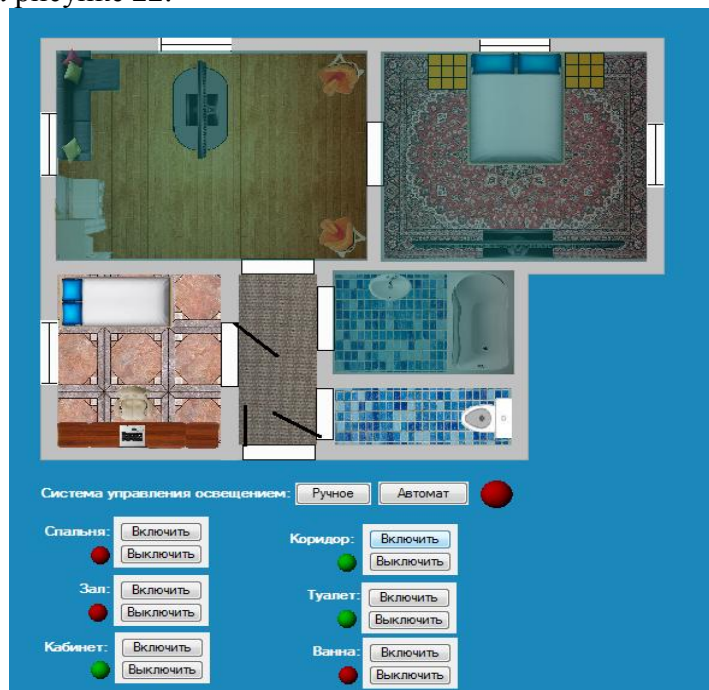 рисунке 22.
Система управления освещением: Ручное Автомат
Спальня: Включить
Выключить
Зал: Включить
Выключить
Кабинет: Включить
Выключить
Коридор: Включить
Выключить
Туалет: Включить
Выключить
Ванна: Включить
Выключить